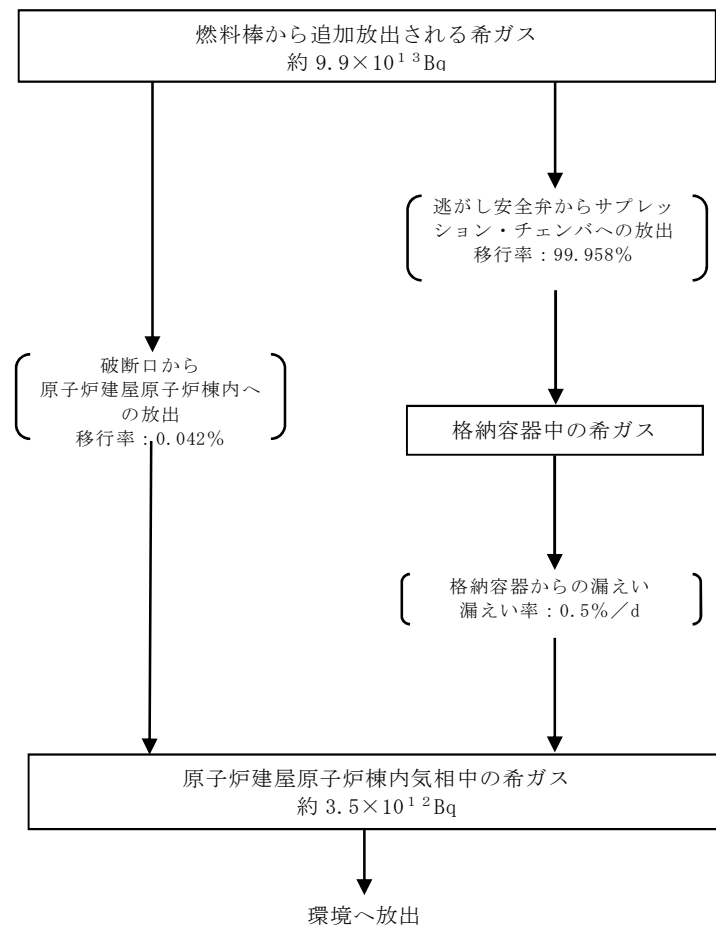 燃料棒から追加放出される希ガス
約 9.9×10¹³Bq
逃がし安全弁からサプレッ
ション・チェンバへの放出
移行率：99.958%
破断口から
原子炉建屋原子炉棟内へ
の放出
移行率：0.042%
格納容器中の希ガス
格納容器からの漏えい
漏えい率：0.5%／d
原子炉建屋原子炉棟内気相中の希ガス
約 3.5×10¹²Bq
環境へ放出